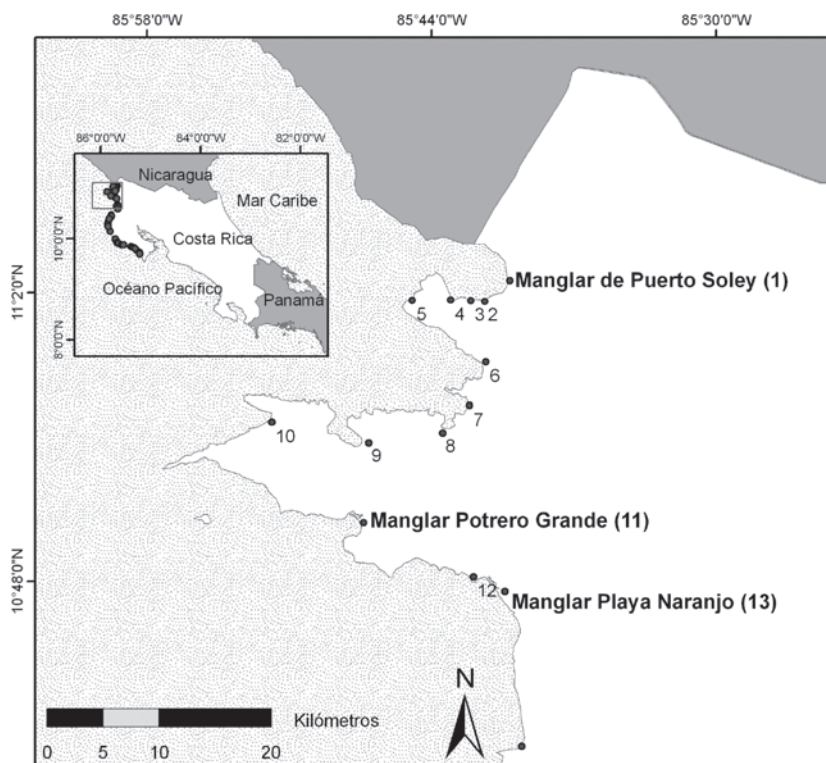 85°58'0"W
85°44'0"W
85°30'0"W
86°0'0"W
84°0'0"W
82°0'0"W
Nicaragua
Mar Caribe
10°0'0"N
Costa Rica
Océano Pacífico
Panamá
8°0'0"N
11°2'0"N
Manglar de Puerto Soley (1)
5
4
3
2
6
7
10
8
9
Manglar Potrero Grande (11)
10°48'0"N
12
Manglar Playa Naranjo (13)
N
Kilómetros
0 5 10 20